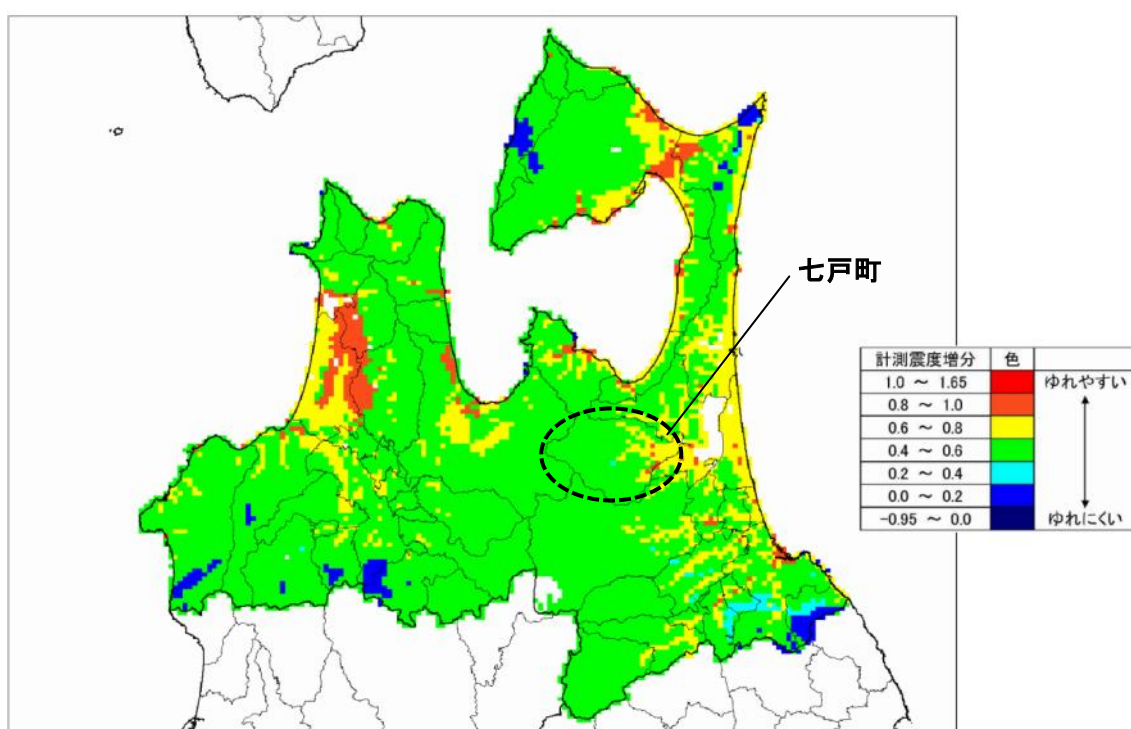 七戸町
計測震度増分 色
1.0 ～ 1.65 ゆれやすい
0.8 ～ 1.0
0.6 ～ 0.8
0.4 ～ 0.6
0.2 ～ 0.4
0.0 ～ 0.2
-0.95 ～ 0.0 ゆれにくい